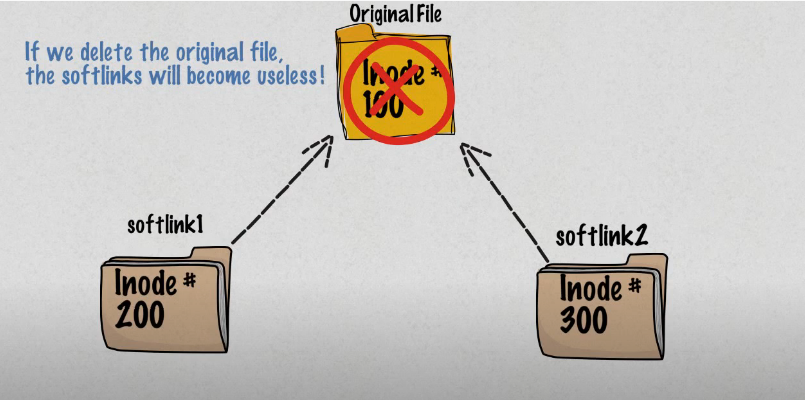 Original File
If we delete the original file,
the softlinks will become useless!
Inode #
100
softlink1
Inode #
200
softlink2
Inode #
300